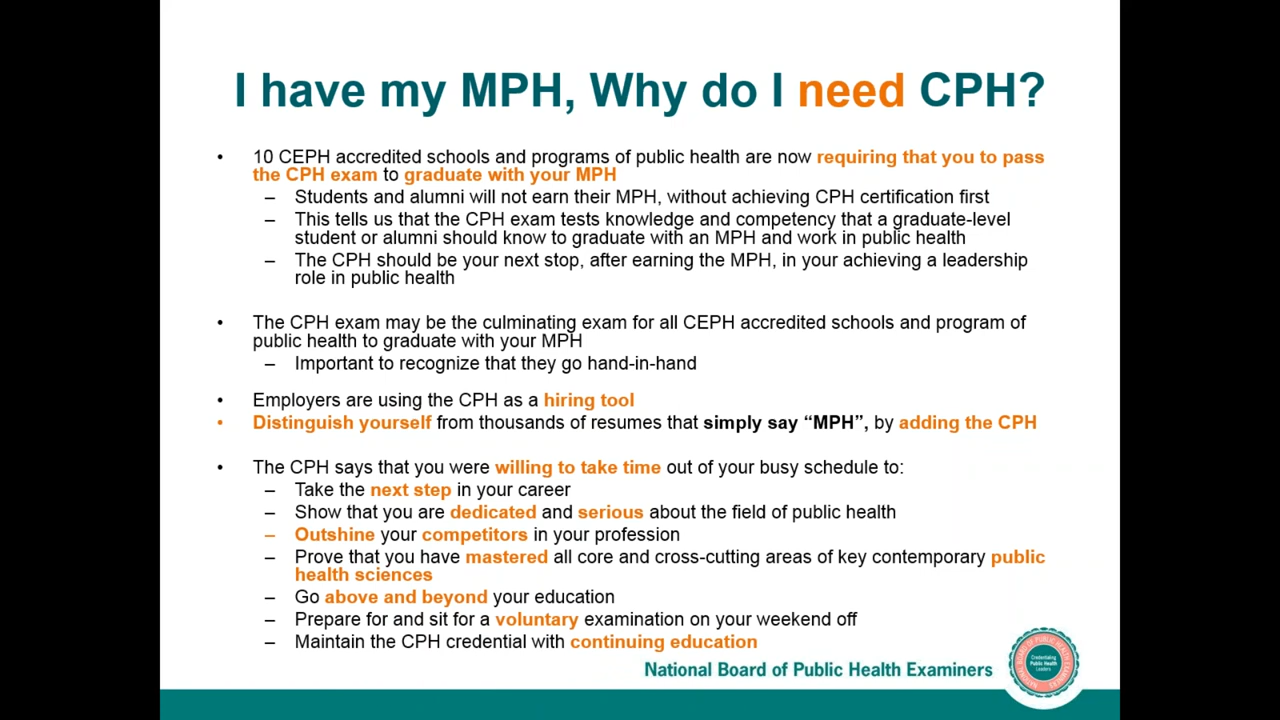 I have my MPH, Why do I need CPH?
• 10 CEPH accredited schools and programs of public health are now requiring that you to pass
the CPH exam to graduate with your MPH
– Students and alumni will not earn their MPH, without achieving CPH certification first
– This tells us that the CPH exam tests knowledge and competency that a graduate-level
student or alumni should know to graduate with an MPH and work in public health
– The CPH should be your next stop, after earning the MPH, in your achieving a leadership
role in public health
• The CPH exam may be the culminating exam for all CEPH accredited schools and program of
public health to graduate with your MPH
– Important to recognize that they go hand-in-hand
• Employers are using the CPH as a hiring tool
• Distinguish yourself from thousands of resumes that simply say “MPH”, by adding the CPH
• The CPH says that you were willing to take time out of your busy schedule to:
– Take the next step in your career
– Show that you are dedicated and serious about the field of public health
– Outshine your competitors in your profession
– Prove that you have mastered all core and cross-cutting areas of key contemporary public
health sciences
– Go above and beyond your education
– Prepare for and sit for a voluntary examination on your weekend off
– Maintain the CPH credential with continuing education
National Board of Public Health Examiners
NATIONAL BOARD OF PUBLIC HEALTH EXAMINERS
Credentialing
Public Health
Leaders